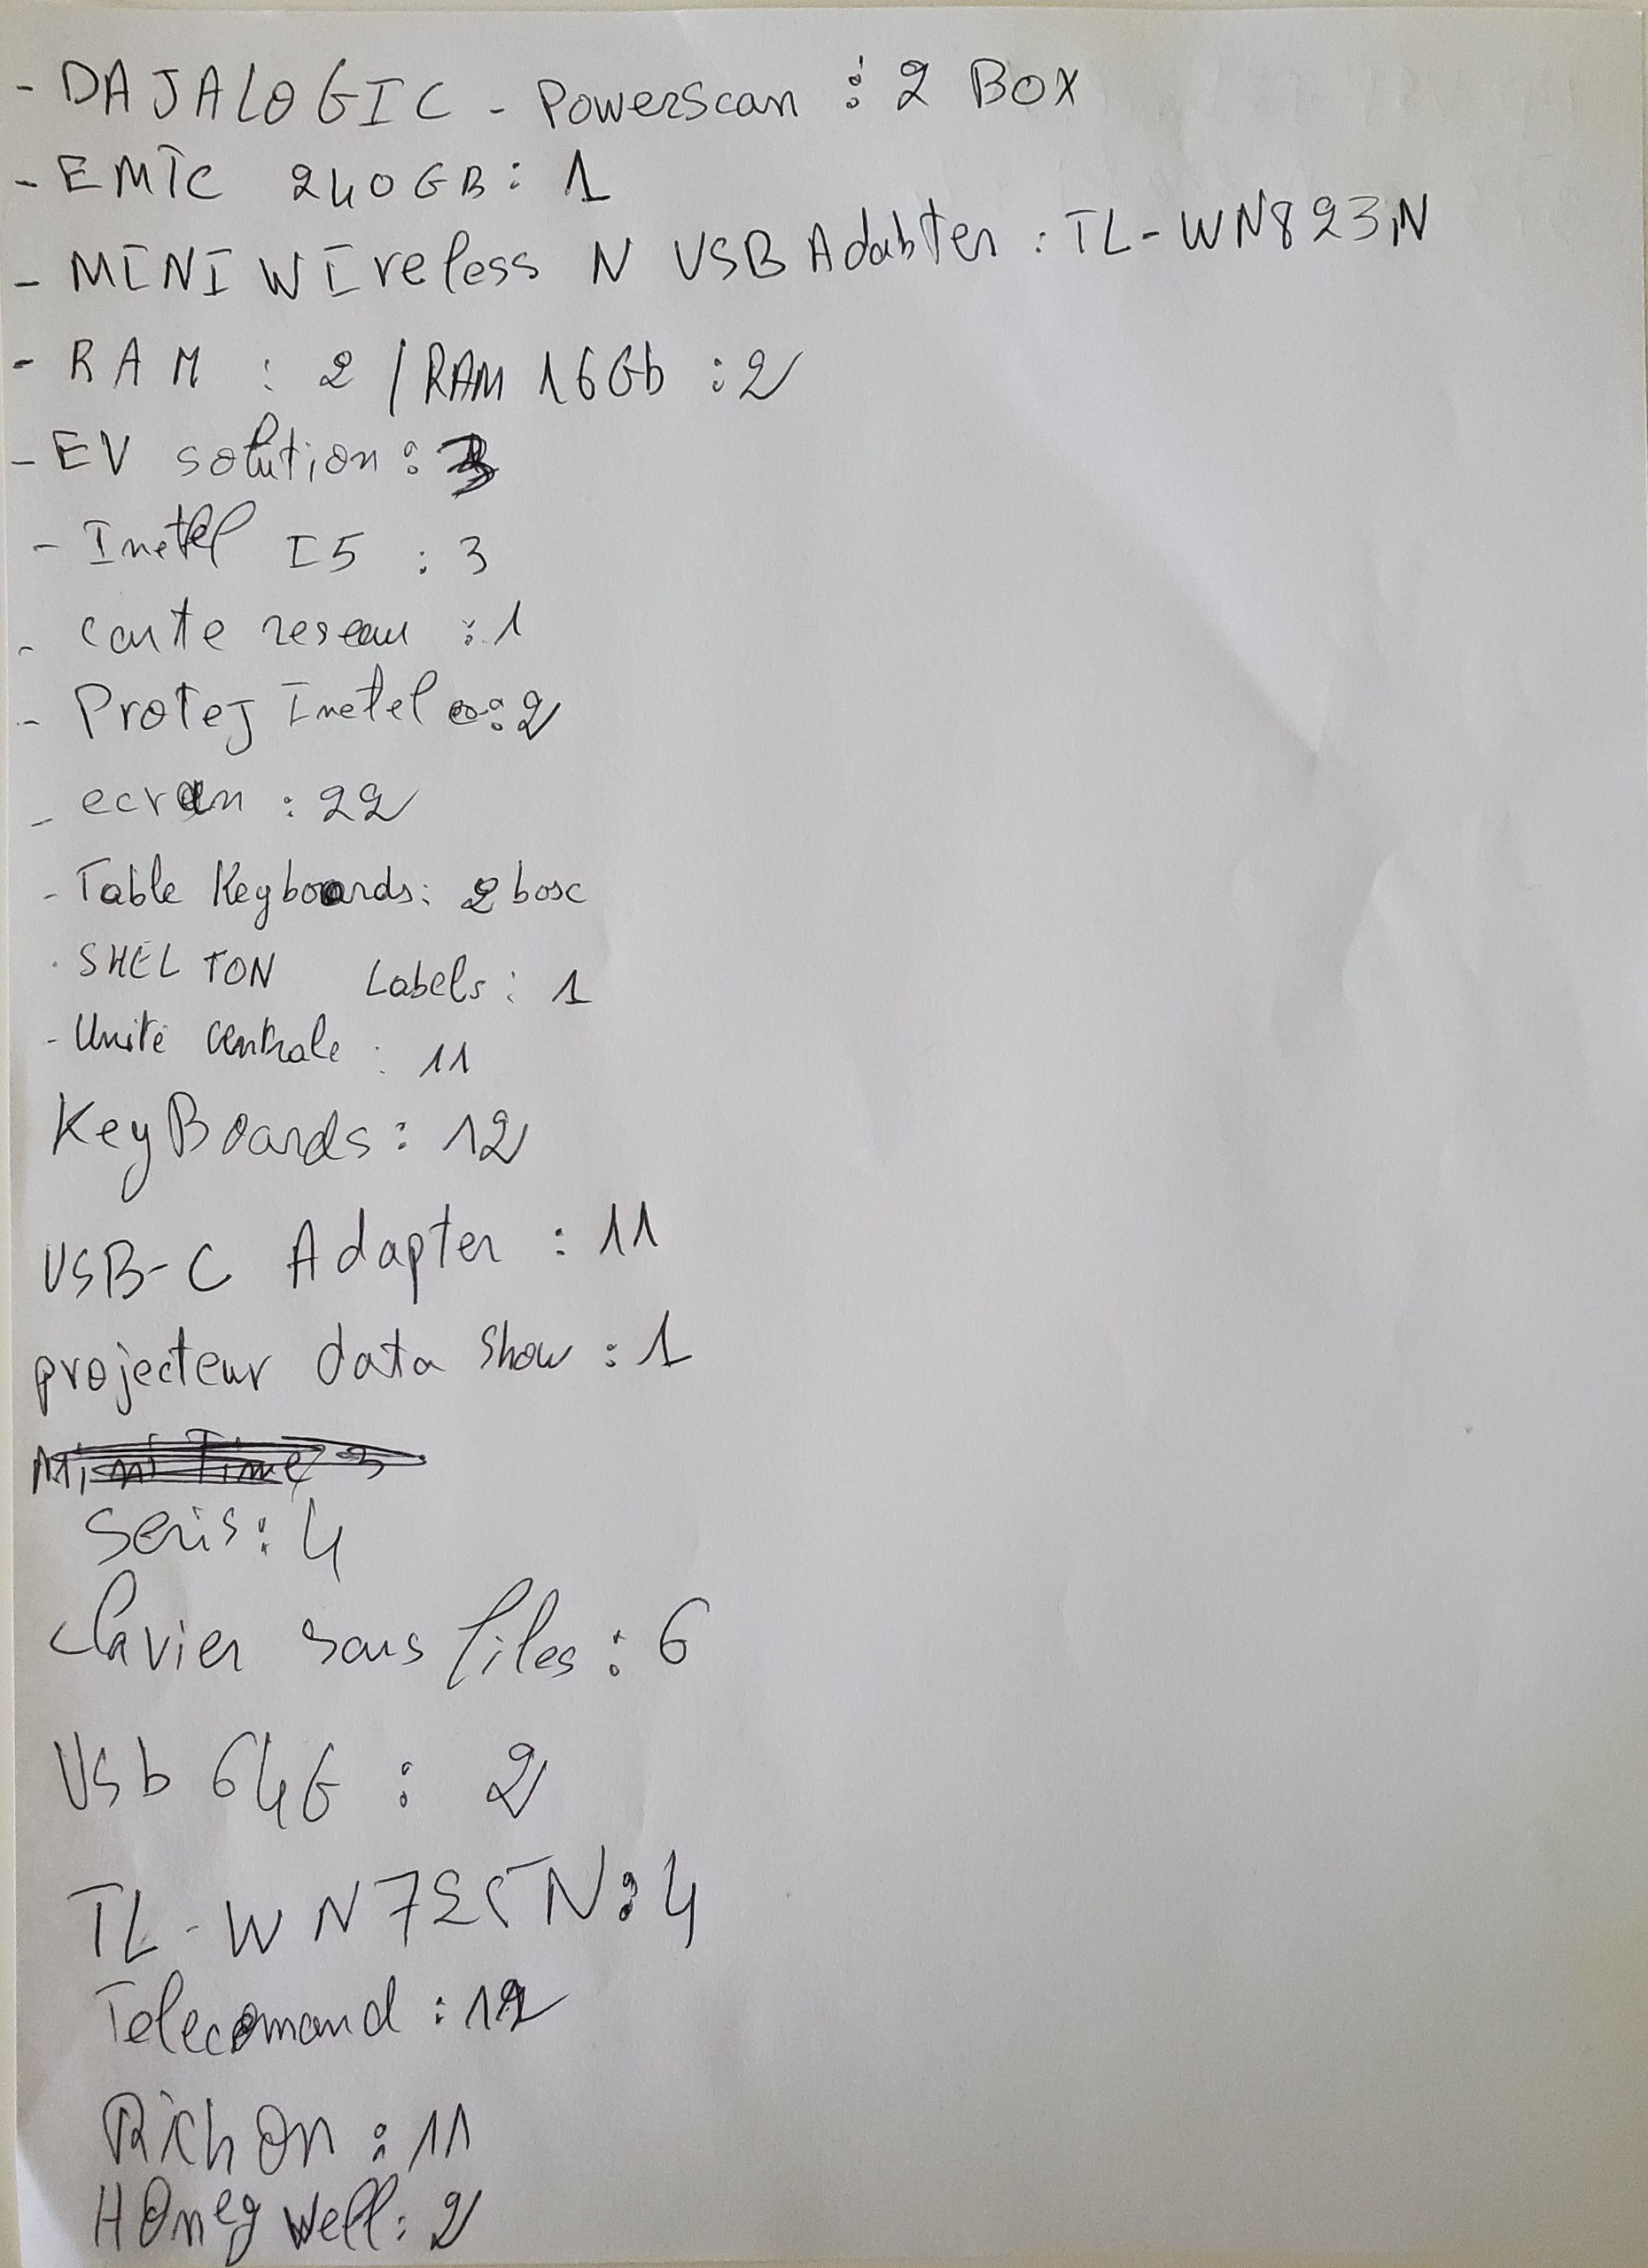 - DAJALOGIC - Powerscan : 2 BOX
- EMTC 240GB : 1
- MINI WIreless N USB Adabter : TL-WN823N
- RAM : 2 / RAM 16Gb : 2
- EV solution : 3
- Inetel I5 : 3
- carte reseau : 1
- Protej Inetel : 2
- ecran : 22
- Table Keyboards : 2 bosc
- SHELTON Labels : 1
- Unité centrale : 11
KeyBoards : 12
USB-C Adapter : 11
projecteur data show : 1
Seris : 4
clavier sans files : 6
Usb 64G : 2
TL-WN725N : 4
Telecomand : 12
RichOn : 11
HOneywell : 2